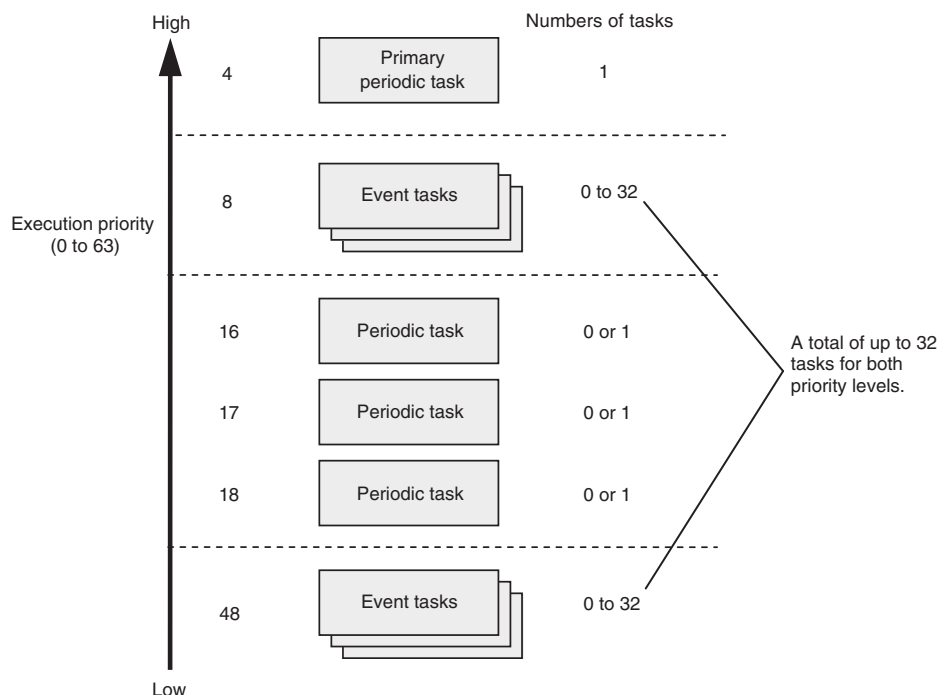 High
Numbers of tasks
4
Primary
periodic task
1
8
Event tasks
0 to 32
Execution priority
(0 to 63)
16
Periodic task
0 or 1
A total of up to 32
tasks for both
priority levels.
17
Periodic task
0 or 1
18
Periodic task
0 or 1
48
Event tasks
0 to 32
Low